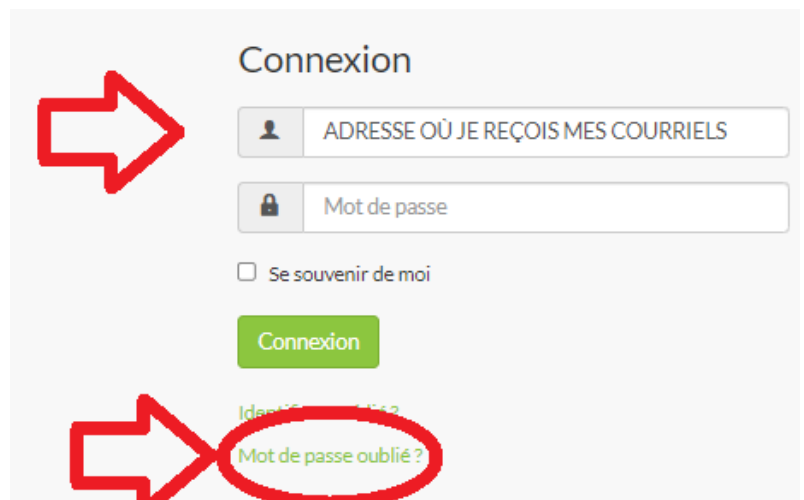 Connexion
ADRESSE OÙ JE REÇOIS MES COURRIELS
Mot de passe
Se souvenir de moi
Connexion
Mot de passe oublié ?